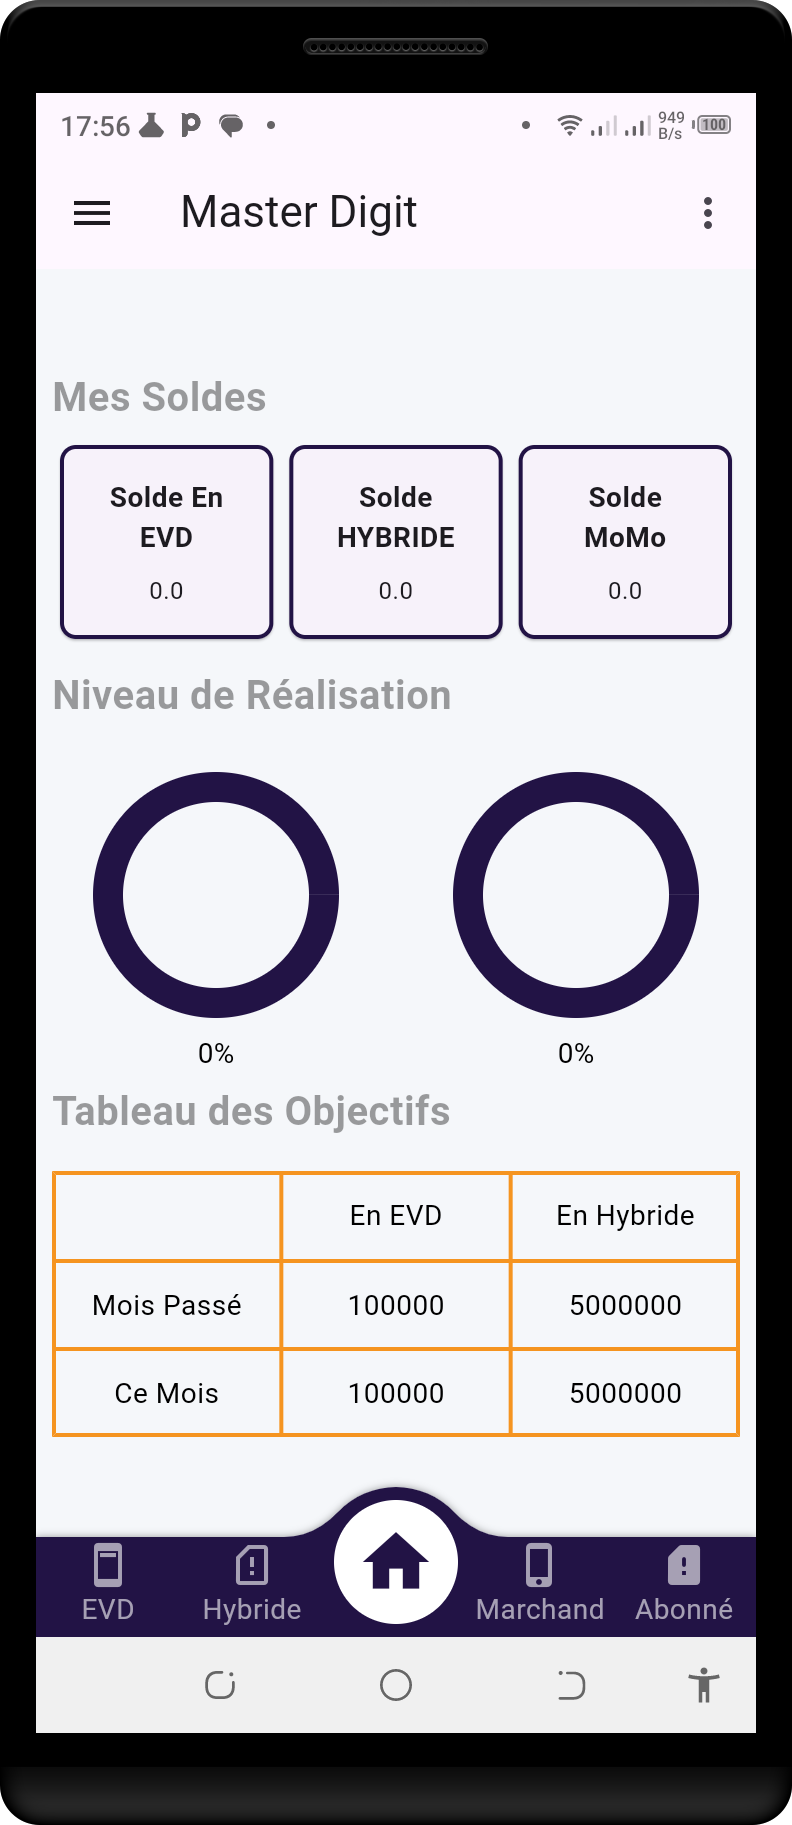 17:56
949
B/s
100
Master Digit
Mes Soldes
Solde En
EVD
0.0
Solde
HYBRIDE
0.0
Solde
MoMo
0.0
Niveau de Réalisation
0%
0%
Tableau des Objectifs
En EVD En Hybride
Mois Passé 100000 5000000
Ce Mois 100000 5000000
EVD Hybride Marchand Abonné